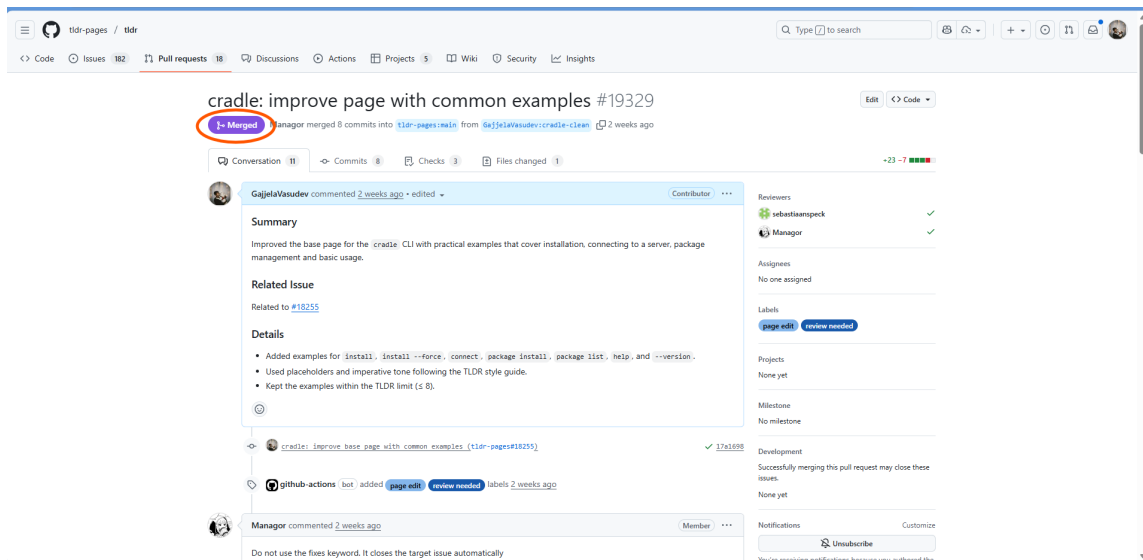 tldr-pages / tldr
Type / to search
Code
Issues 182
Pull requests 18
Discussions
Actions
Projects 5
Wiki
Security
Insights
cradle: improve page with common examples #19329
Edit
Code
Merged
Managor merged 8 commits into tldr-pages:main from GajjelaVasudev:cradle-clean 2 weeks ago
Conversation 11
Commits 8
Checks 3
Files changed 1
+23 −7
GajjelaVasudev commented 2 weeks ago • edited
Contributor
Summary
Improved the base page for the cradle CLI with practical examples that cover installation, connecting to a server, package
management and basic usage.
Related Issue
Related to #18255
Details
• Added examples for install, install --force, connect, package install, package list, help, and --version.
• Used placeholders and imperative tone following the TLDR style guide.
• Kept the examples within the TLDR limit (≤ 8).
cradle: improve base page with common examples (tldr-pages#18255)
17a1698
github-actions bot added page edit review needed labels 2 weeks ago
Managor commented 2 weeks ago
Member
Do not use the fixes keyword. It closes the target issue automatically
Reviewers
sebastiaanspeck
Managor
Assignees
No one assigned
Labels
page edit review needed
Projects
None yet
Milestone
No milestone
Development
Successfully merging this pull request may close these
issues.
None yet
Notifications
Customize
Unsubscribe
You're receiving notifications because you authored the